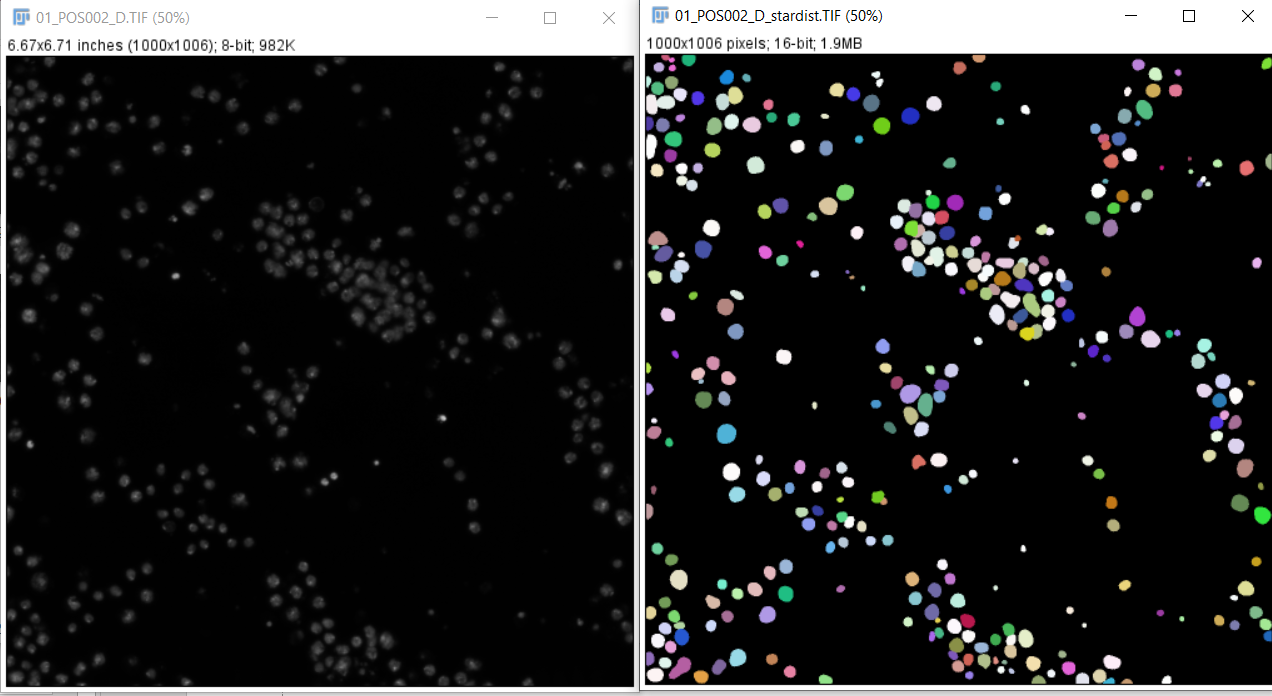 01_POS002_D.TIF (50%)
6.67x6.71 inches (1000x1006); 8-bit; 982K
01_POS002_D_stardist.TIF (50%)
1000x1006 pixels; 16-bit; 1.9MB